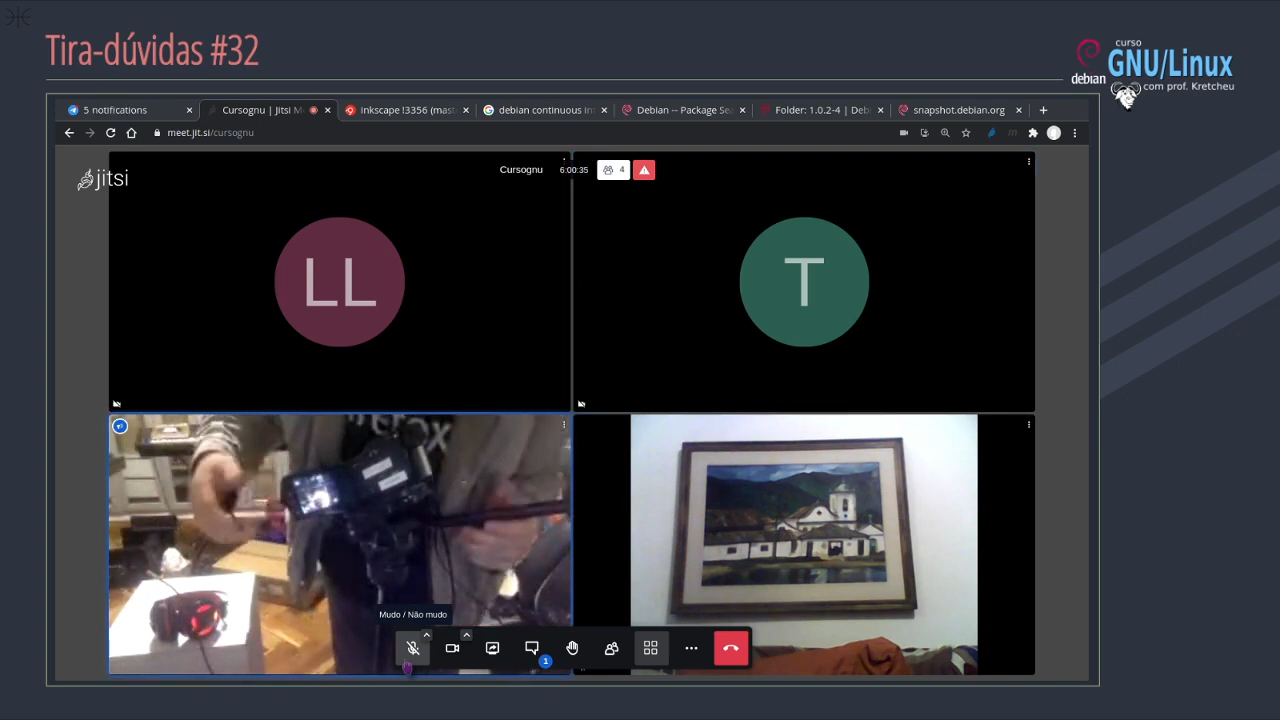 Tira-dúvidas #32
debian
curso
GNU/Linux
com prof. Kretcheu
5 notifications
Cursognu | Jitsi M
Inkscape !3356 (mast
debian continuous in
Debian -- Package Se
Folder: 1.0.2-4 | Deb
snapshot.debian.org
meet.jit.si/cursognu
jitsi
Cursognu
6:00:35
4
LL
T
Mudo / Não mudo
1